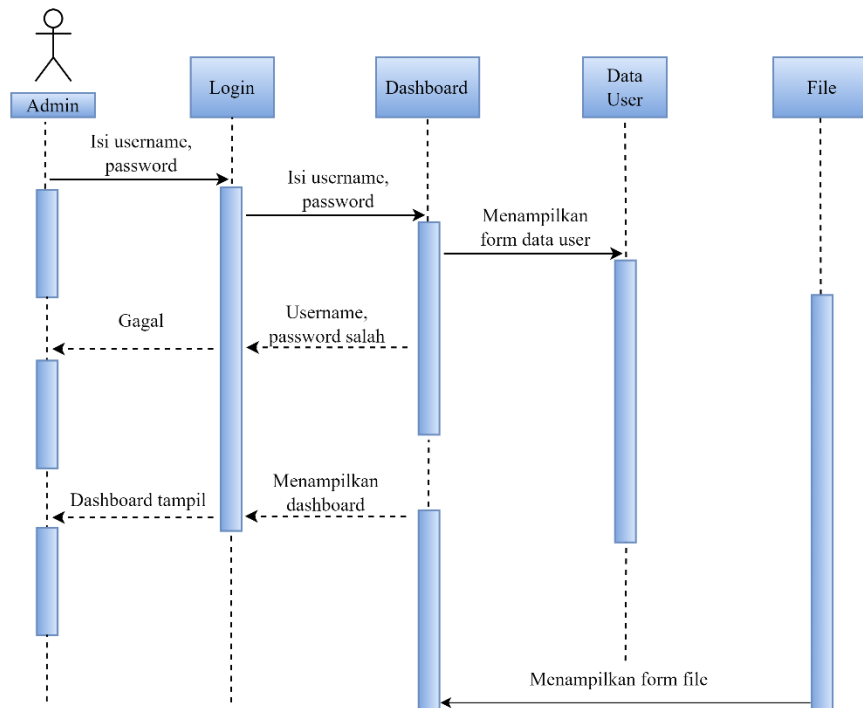 Admin
Login
Dashboard
Data
User
File
Isi username,
password
Isi username,
password
Menampilkan
form data user
Gagal
Username,
password salah
Dashboard tampil
Menampilkan
dashboard
Menampilkan form file